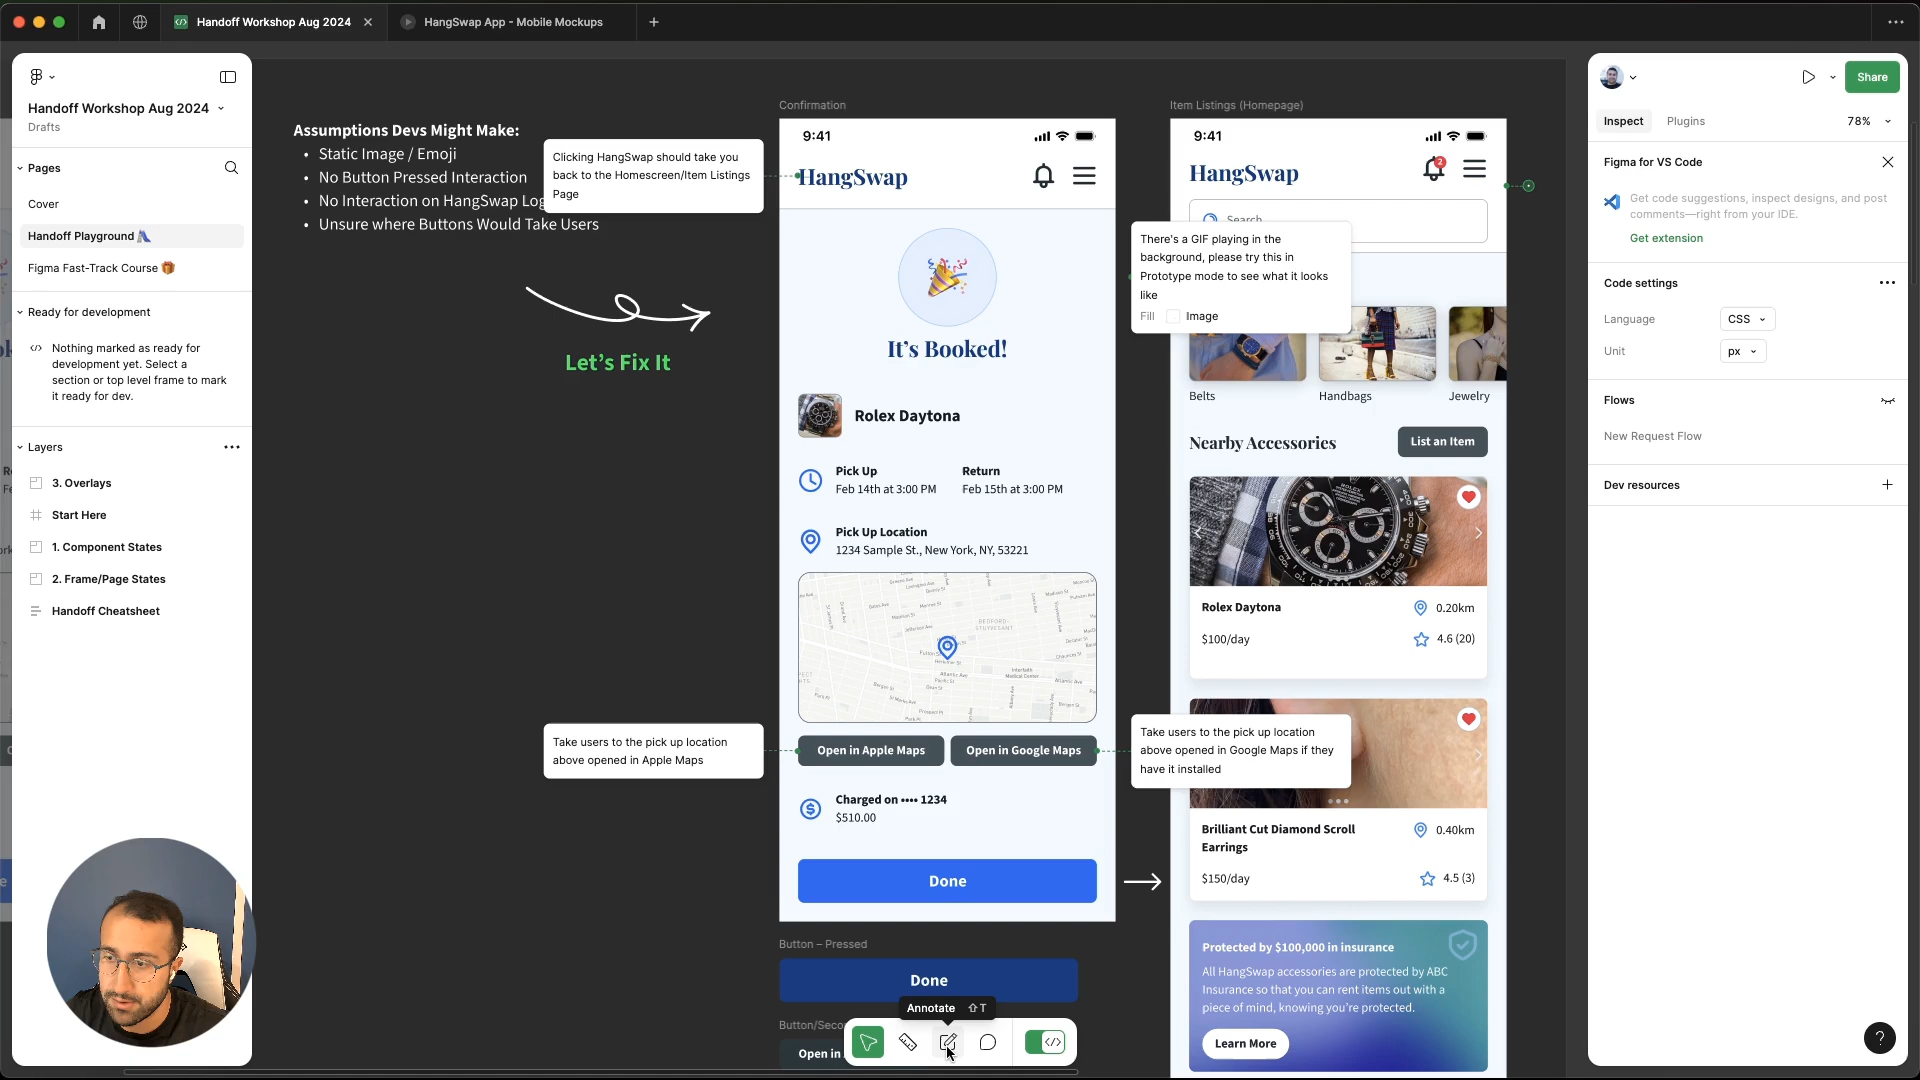 Handoff Workshop Aug 2024
HangSwap App - Mobile Mockups
Handoff Workshop Aug 2024
Drafts
Pages
Cover
Handoff Playground
Figma Fast-Track Course
Ready for development
Nothing marked as ready for
development yet. Select a
section or top level frame to mark
it ready for dev.
Layers
3. Overlays
Start Here
1. Component States
2. Frame/Page States
Handoff Cheatsheet
Assumptions Devs Might Make:
• Static Image / Emoji
• No Button Pressed Interaction
• No Interaction on HangSwap Log
• Unsure where Buttons Would Take Users
Let's Fix It
Clicking HangSwap should take you
back to the Homescreen/Item Listings
Page
Take users to the pick up location
above opened in Apple Maps
Confirmation
9:41
HangSwap
It's Booked!
Rolex Daytona
Pick Up
Feb 14th at 3:00 PM
Return
Feb 15th at 3:00 PM
Pick Up Location
1234 Sample St., New York, NY, 53221
BEDFORD-
STUYVESANT
Interfaith
Medical Center
Open in Apple Maps
Open in Google Maps
Charged on •••• 1234
$510.00
Done
Button – Pressed
Done
Annotate ⇧T
Button/Seco
Open in
There's a GIF playing in the
background, please try this in
Prototype mode to see what it looks
like
Fill Image
Take users to the pick up location
above opened in Google Maps if they
have it installed
Item Listings (Homepage)
9:41
HangSwap
2
Search
Belts
Handbags
Jewelry
Nearby Accessories
List an Item
Rolex Daytona
0.20km
$100/day
4.6 (20)
Brilliant Cut Diamond Scroll
Earrings
0.40km
$150/day
4.5 (3)
Protected by $100,000 in insurance
All HangSwap accessories are protected by ABC
Insurance so that you can rent items out with a
piece of mind, knowing you're protected.
Learn More
Share
Inspect
Plugins
78%
Figma for VS Code
Get code suggestions, inspect designs, and post
comments—right from your IDE.
Get extension
Code settings
Language
CSS
Unit
px
Flows
New Request Flow
Dev resources
?